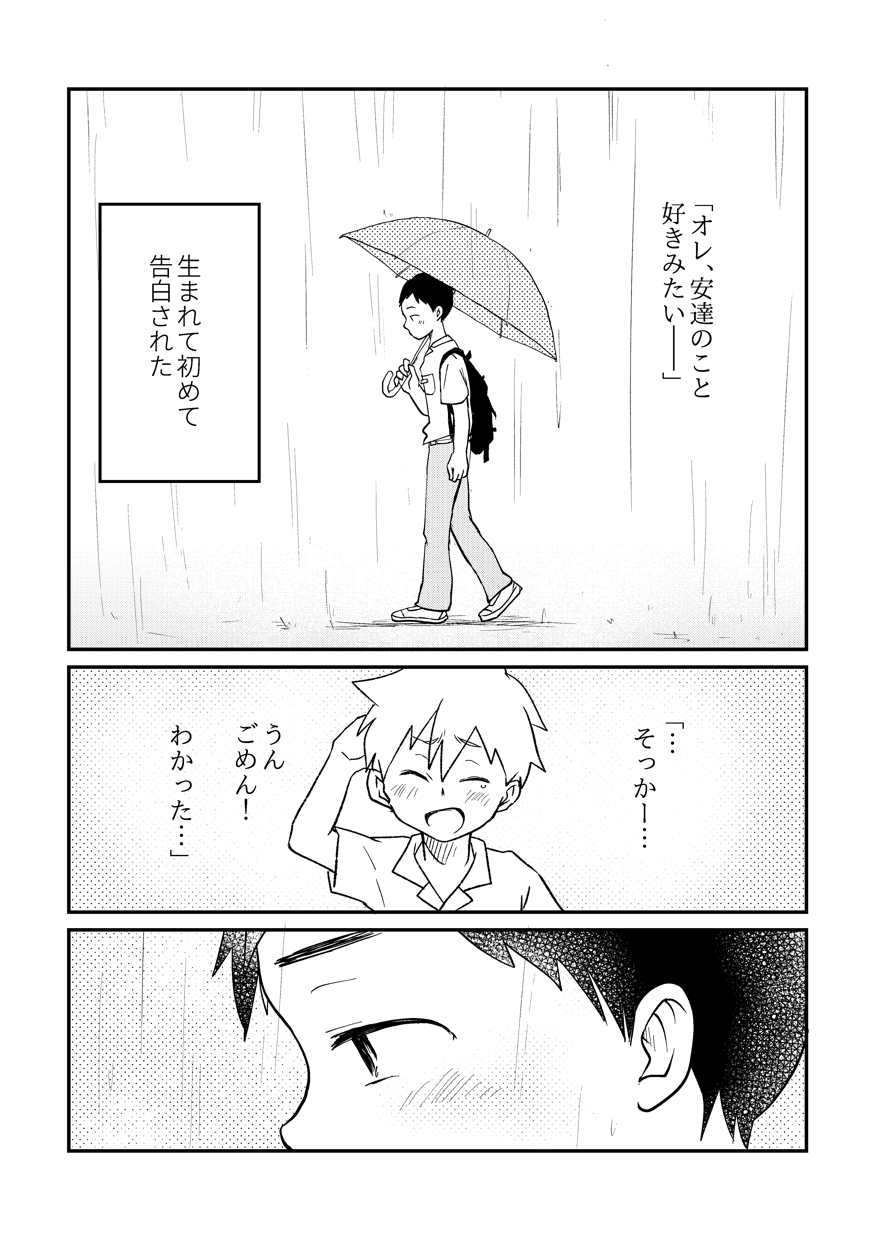 「オレ、安達のこと
好きみたい――」
生まれて初めて
告白された
「…
そっかー…
うん
ごめん！
わかった…」